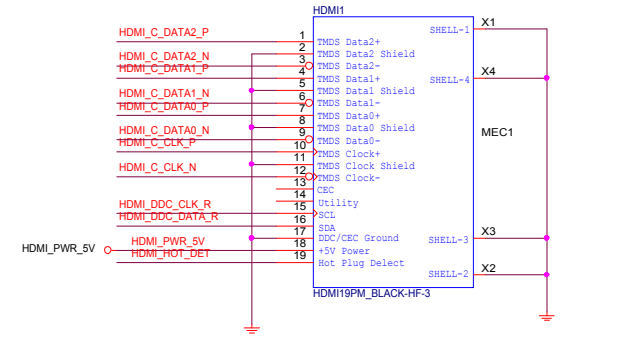 HDMI1
HDMI_C_DATA2_P
1
TMDS Data2+
SHELL-1
X1
2
TMDS Data2 Shield
HDMI_C_DATA2_N
3
TMDS Data2-
HDMI_C_DATA1_P
4
TMDS Data1+
SHELL-4
X4
5
TMDS Data1 Shield
HDMI_C_DATA1_N
6
TMDS Data1-
HDMI_C_DATA0_P
7
TMDS Data0+
8
TMDS Data0 Shield
MEC1
HDMI_C_DATA0_N
9
TMDS Data0-
HDMI_C_CLK_P
10
TMDS Clock+
11
TMDS Clock Shield
HDMI_C_CLK_N
12
TMDS Clock-
13
CEC
14
Utility
HDMI_DDC_CLK_R
15
SCL
HDMI_DDC_DATA_R
16
SDA
17
DDC/CEC Ground
SHELL-3
X3
HDMI_PWR_5V
HDMI_PWR_5V
18
+5V Power
HDMI_HOT_DET
19
Hot Plug Delect
SHELL-2
X2
HDMI19PM_BLACK-HF-3